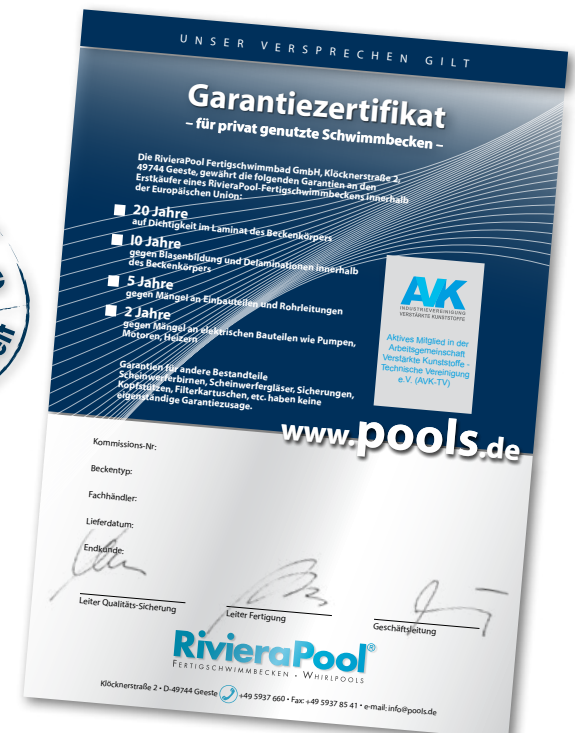 UNSER VERSPRECHEN GILT
Garantiezertifikat
– für privat genutzte Schwimmbecken –
Die RivieraPool Fertigschwimmbad GmbH, Klöcknerstraße 2,
49744 Geeste, gewährt die folgenden Garantien an den
Erstkäufer eines RivieraPool-Fertigschwimmbeckens innerhalb
der Europäischen Union:
20 Jahre
auf Dichtigkeit im Laminat des Beckenkörpers
10 Jahre
gegen Blasenbildung und Delaminationen innerhalb
des Beckenkörpers
5 Jahre
gegen Mängel an Einbauteilen und Rohrleitungen
2 Jahre
gegen Mängel an elektrischen Bauteilen wie Pumpen,
Motoren, Heizern
Garantien für andere Bestandteile
Scheinwerferbirnen, Scheinwerfergläser, Sicherungen,
Kopfstützen, Filterkartuschen, etc. haben keine
eigenständige Garantiezusage.
AVK
INDUSTRIEVEREINIGUNG
VERSTÄRKTE KUNSTSTOFFE
Aktives Mitglied in der
Arbeitsgemeinschaft
Verstärkte Kunststoffe -
Technische Vereinigung
e.V. (AVK-TV)
www.pools.de
Kommissions-Nr:
Beckentyp:
Fachhändler:
Lieferdatum:
Endkunde:
Leiter Qualitäts-Sicherung
Leiter Fertigung
Geschäftsleitung
RivieraPool®
FERTIGSCHWIMMBECKEN • WHIRLPOOLS
Klöcknerstraße 2 • D-49744 Geeste +49 5937 660 • Fax: +49 5937 85 41 • e-mail: info@pools.de